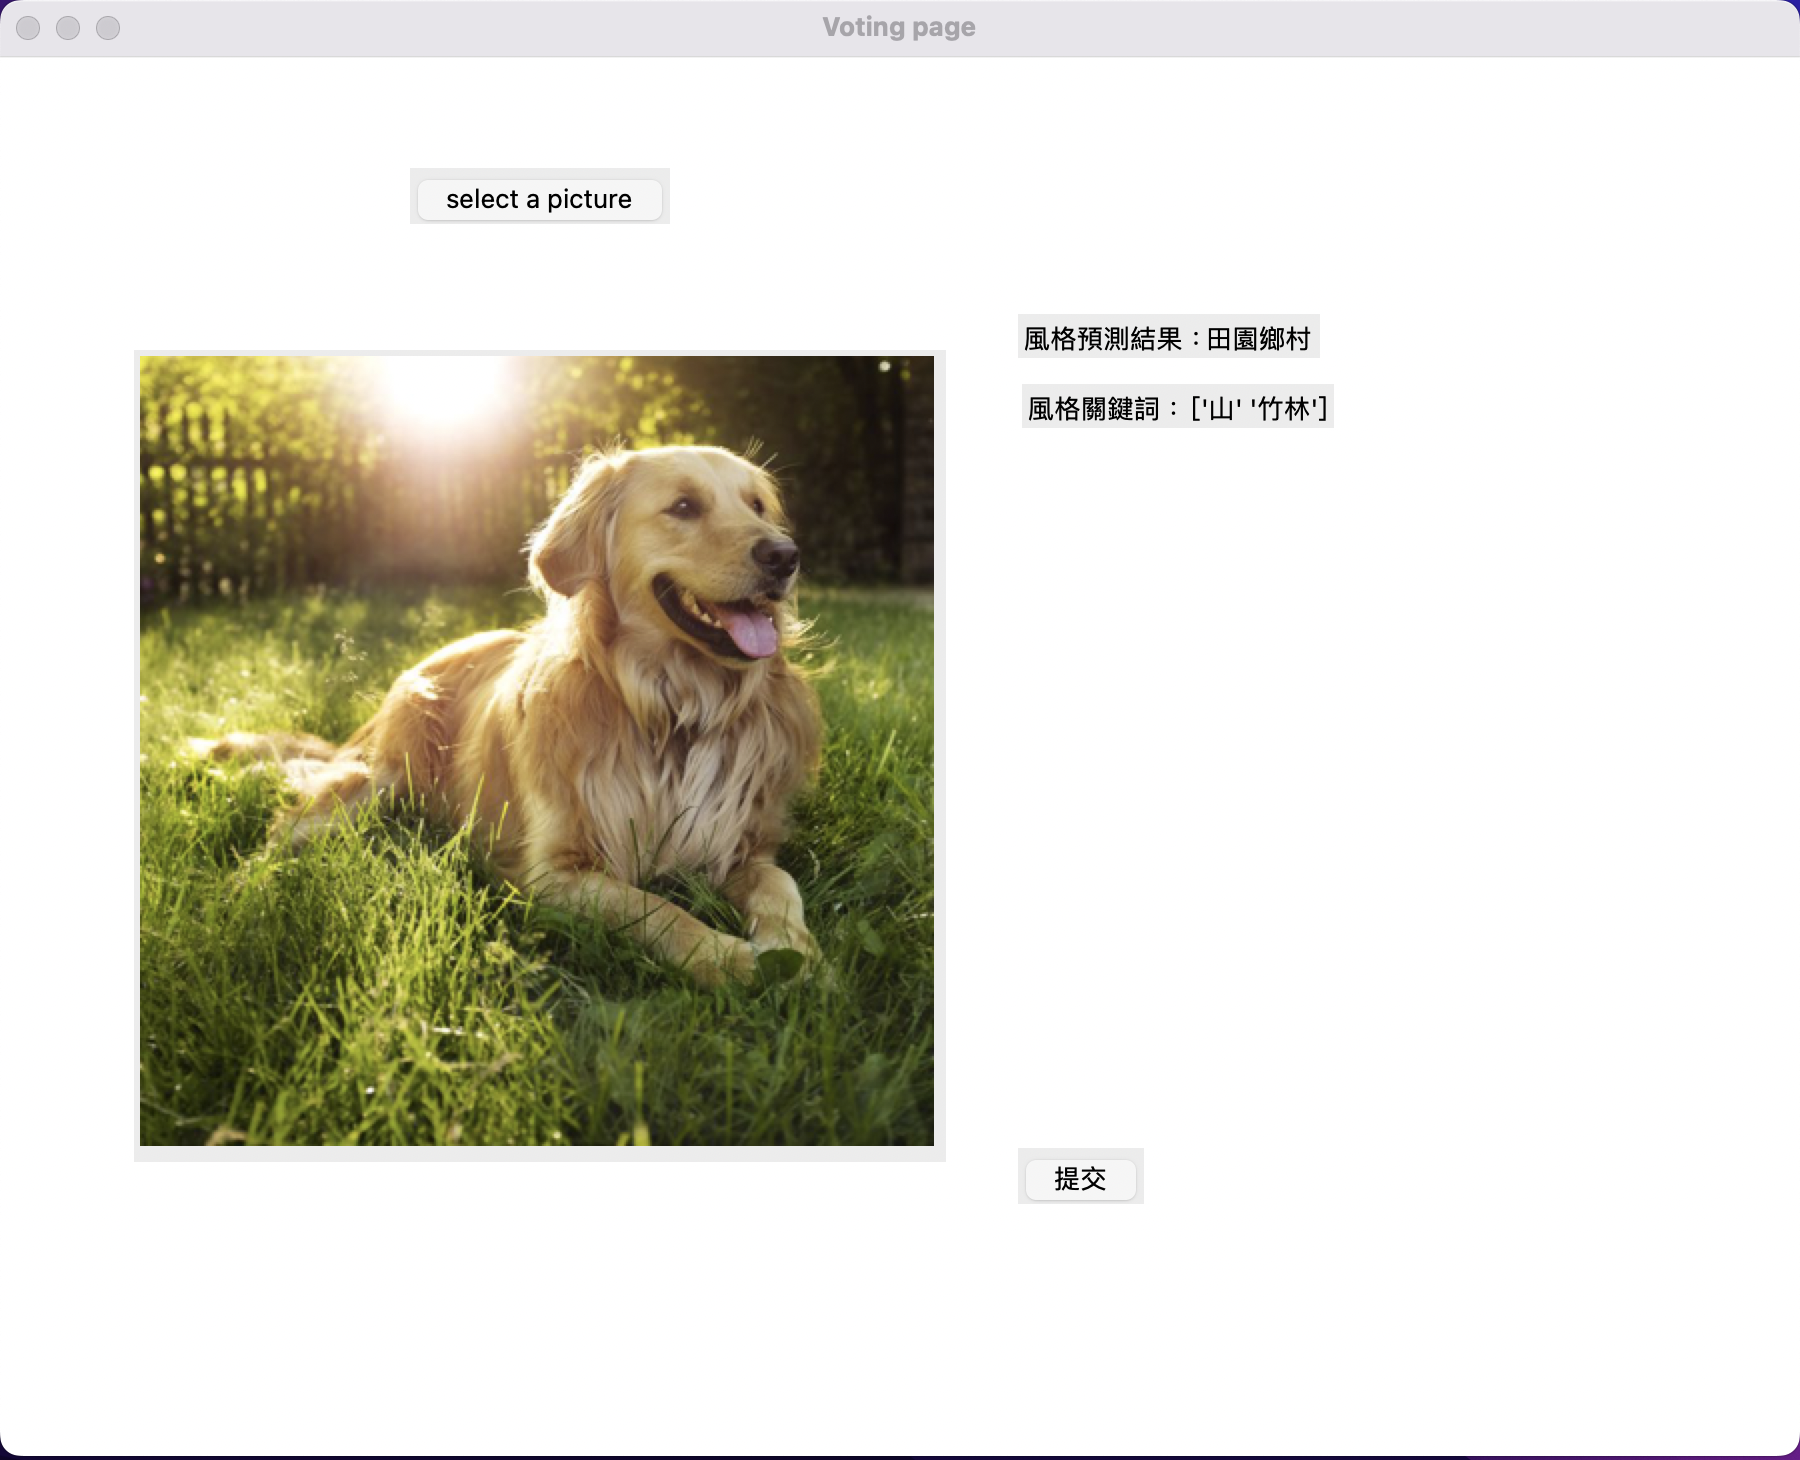 Voting page
select a picture
風格預測結果：田園鄉村
風格關鍵詞：['山' '竹林']
提交